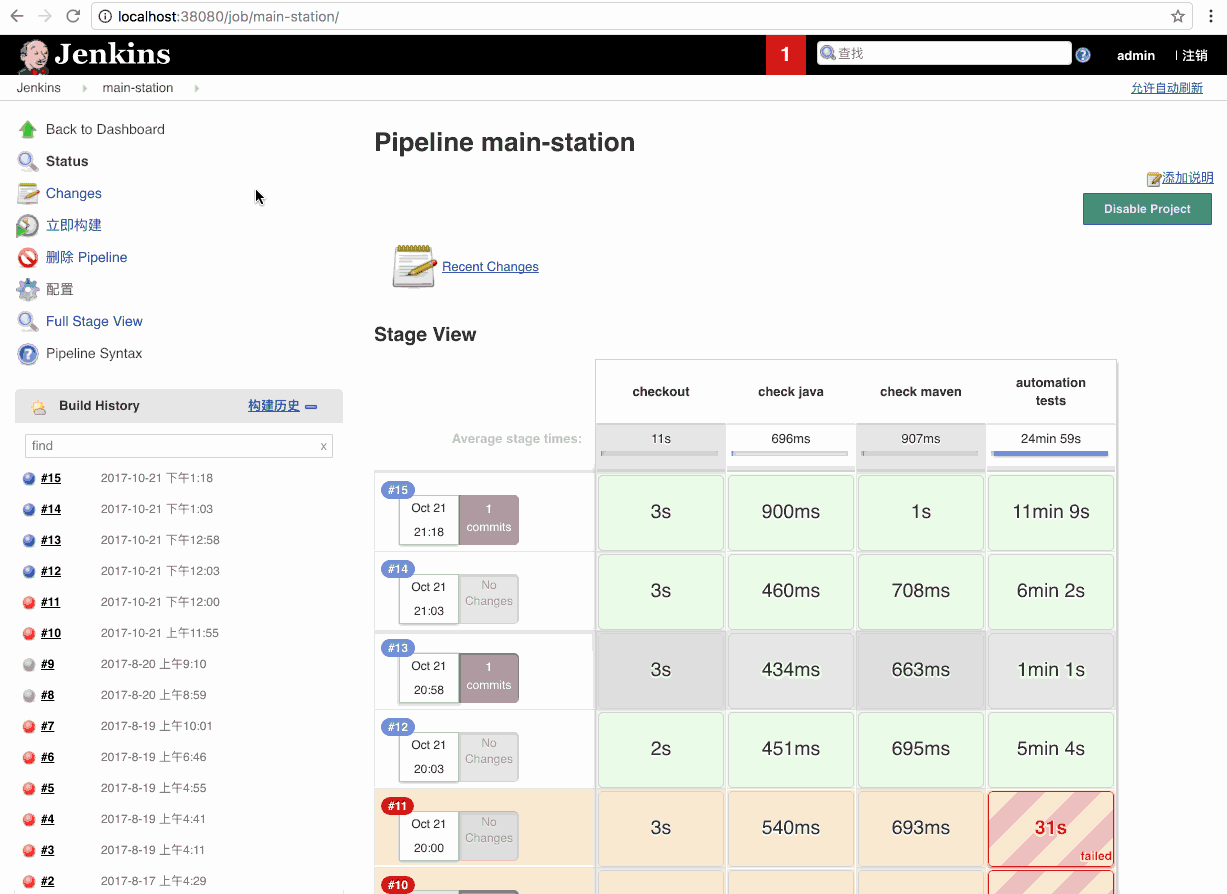 localhost:38080/job/main-station/
Jenkins
1
查找
admin
注销
Jenkins
main-station
允许自动刷新
Back to Dashboard
Status
Changes
立即构建
删除 Pipeline
配置
Full Stage View
Pipeline Syntax
Build History
构建历史
find
x
#15 2017-10-21 下午1:18
#14 2017-10-21 下午1:03
#13 2017-10-21 下午12:58
#12 2017-10-21 下午12:03
#11 2017-10-21 下午12:00
#10 2017-10-21 上午11:55
#9 2017-8-20 上午9:10
#8 2017-8-20 上午8:59
#7 2017-8-19 上午10:01
#6 2017-8-19 上午6:46
#5 2017-8-19 上午4:55
#4 2017-8-19 上午4:41
#3 2017-8-19 上午4:11
#2 2017-8-17 上午4:29
Pipeline main-station
添加说明
Disable Project
Recent Changes
Stage View
checkout
check java
check maven
automation
tests
Average stage times:
11s
696ms
907ms
24min 59s
#15
Oct 21
21:18
1
commits
3s
900ms
1s
11min 9s
#14
Oct 21
21:03
No
Changes
3s
460ms
708ms
6min 2s
#13
Oct 21
20:58
1
commits
3s
434ms
663ms
1min 1s
#12
Oct 21
20:03
No
Changes
2s
451ms
695ms
5min 4s
#11
Oct 21
20:00
No
Changes
3s
540ms
693ms
31s
failed
#10